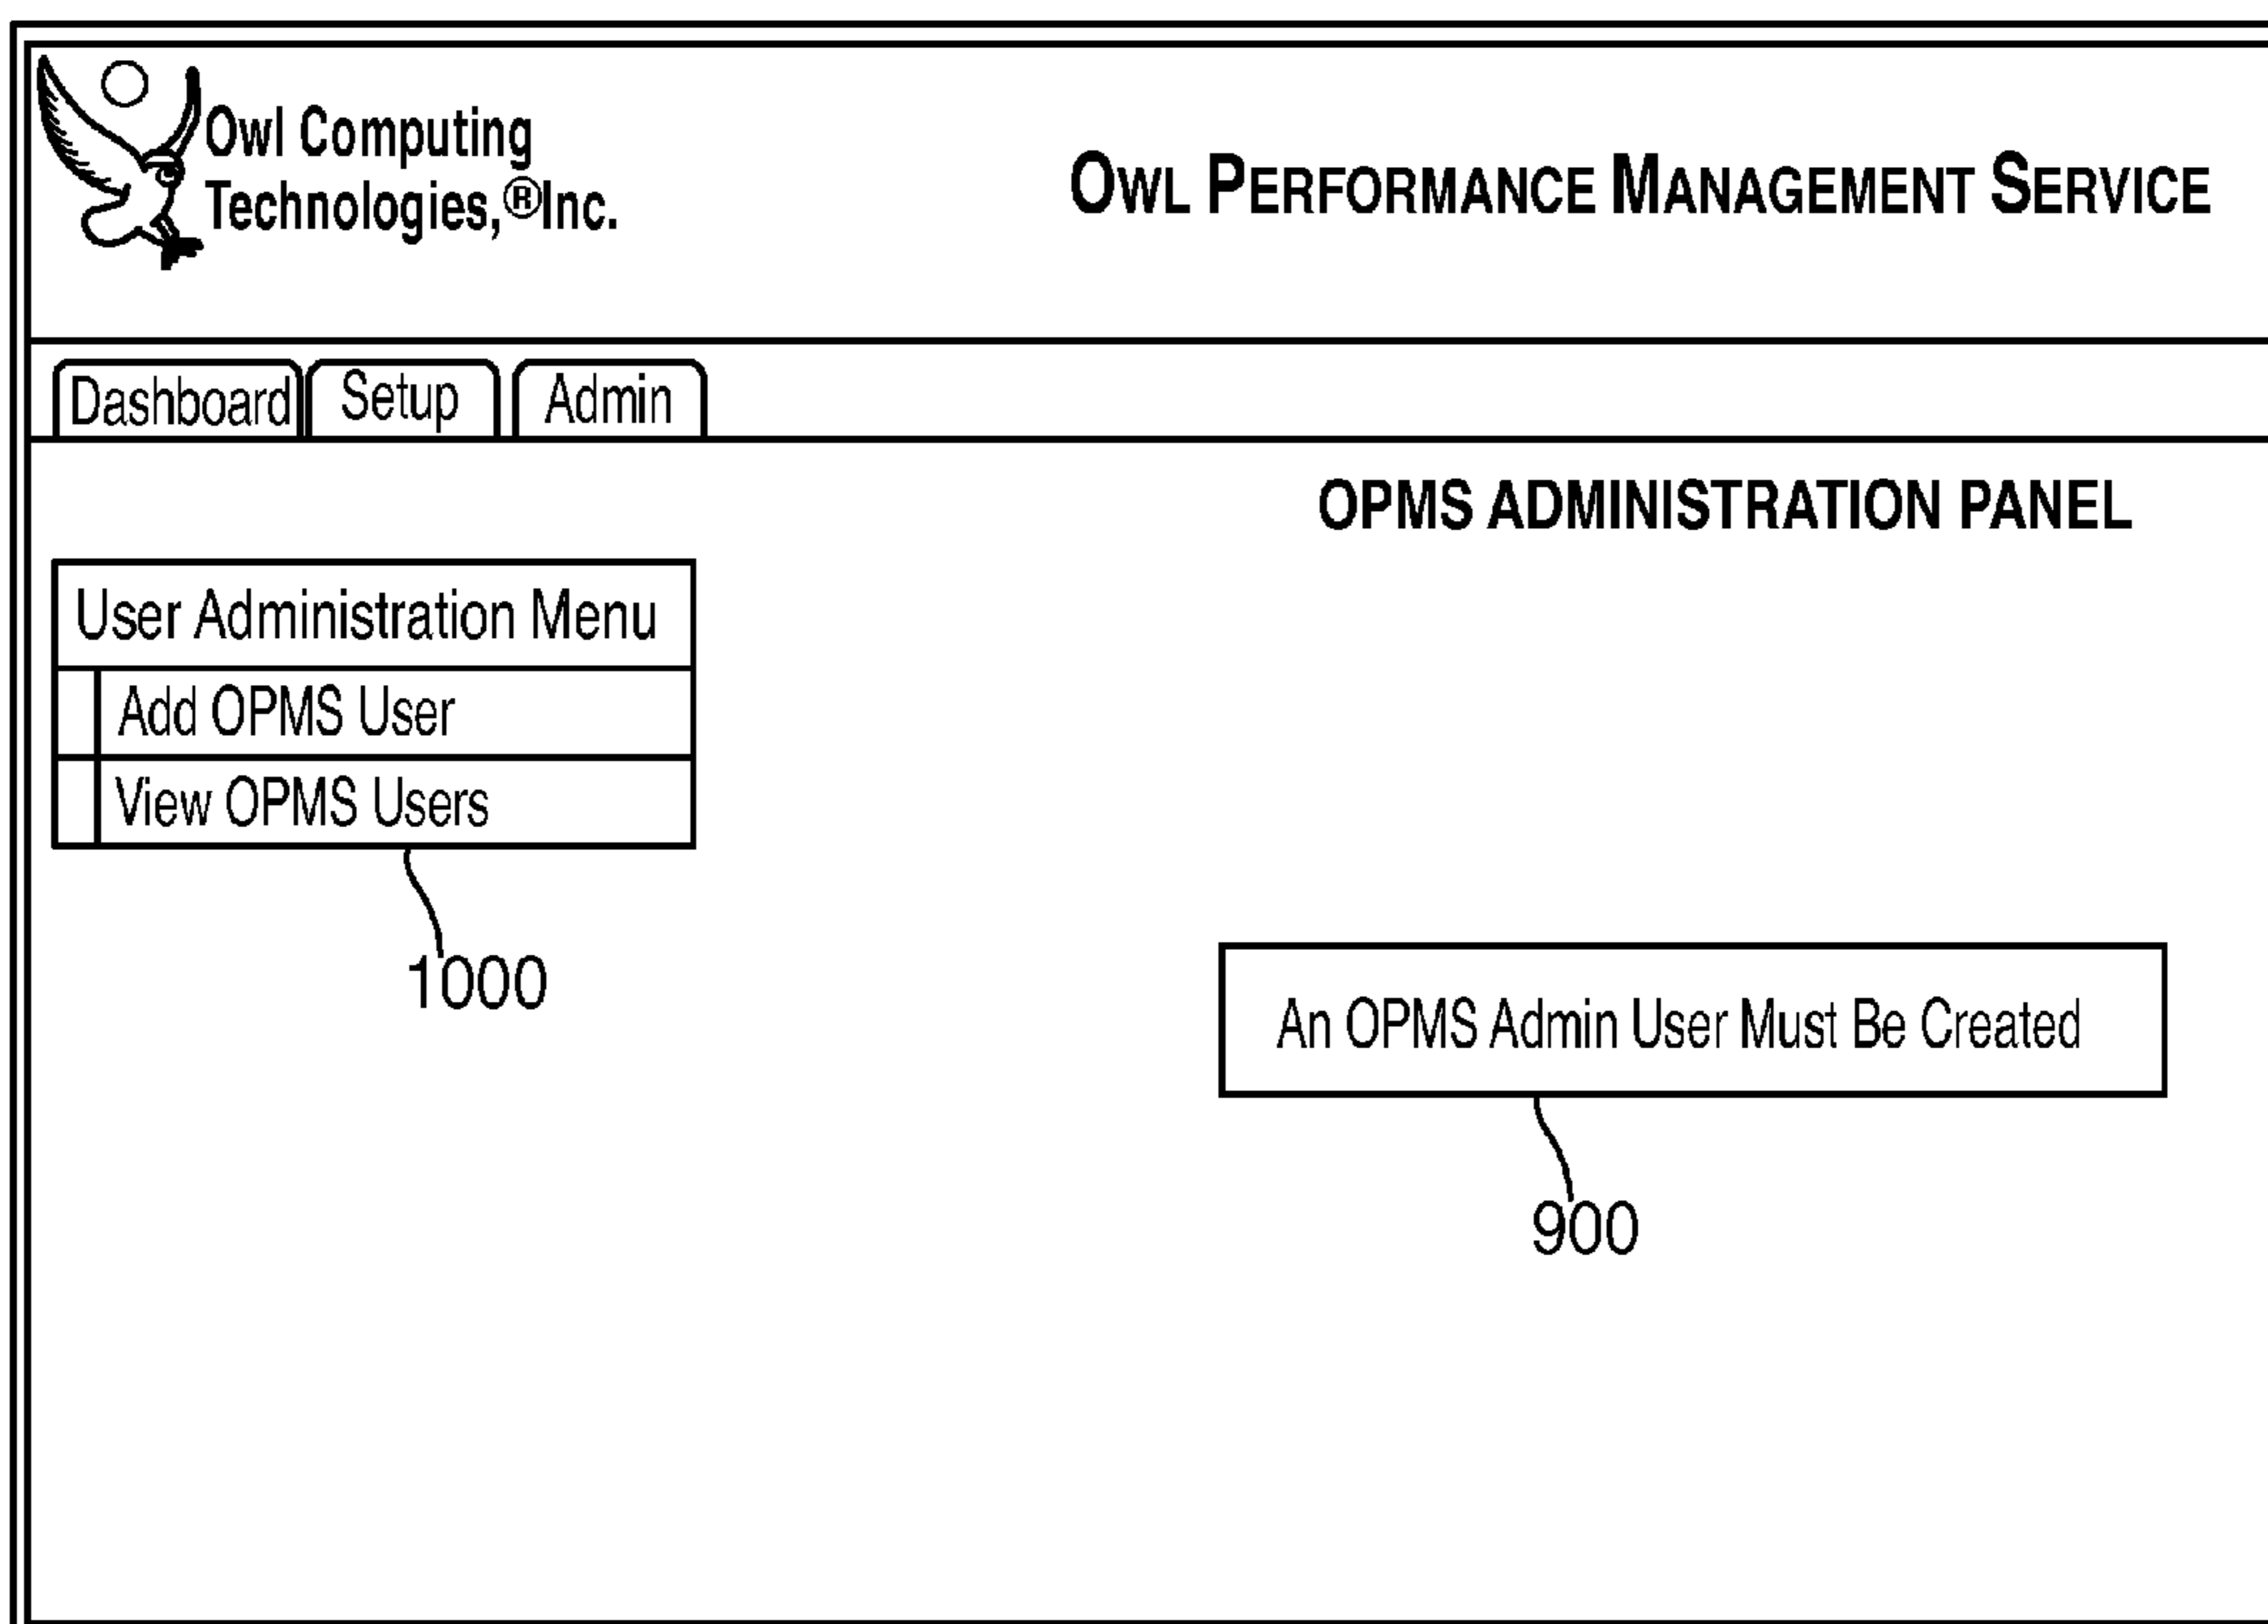 Owl Computing
Technologies,®Inc.
OWL PERFORMANCE MANAGEMENT SERVICE
Dashboard Setup Admin
OPMS ADMINISTRATION PANEL
User Administration Menu
Add OPMS User
View OPMS Users
1000
An OPMS Admin User Must Be Created
900